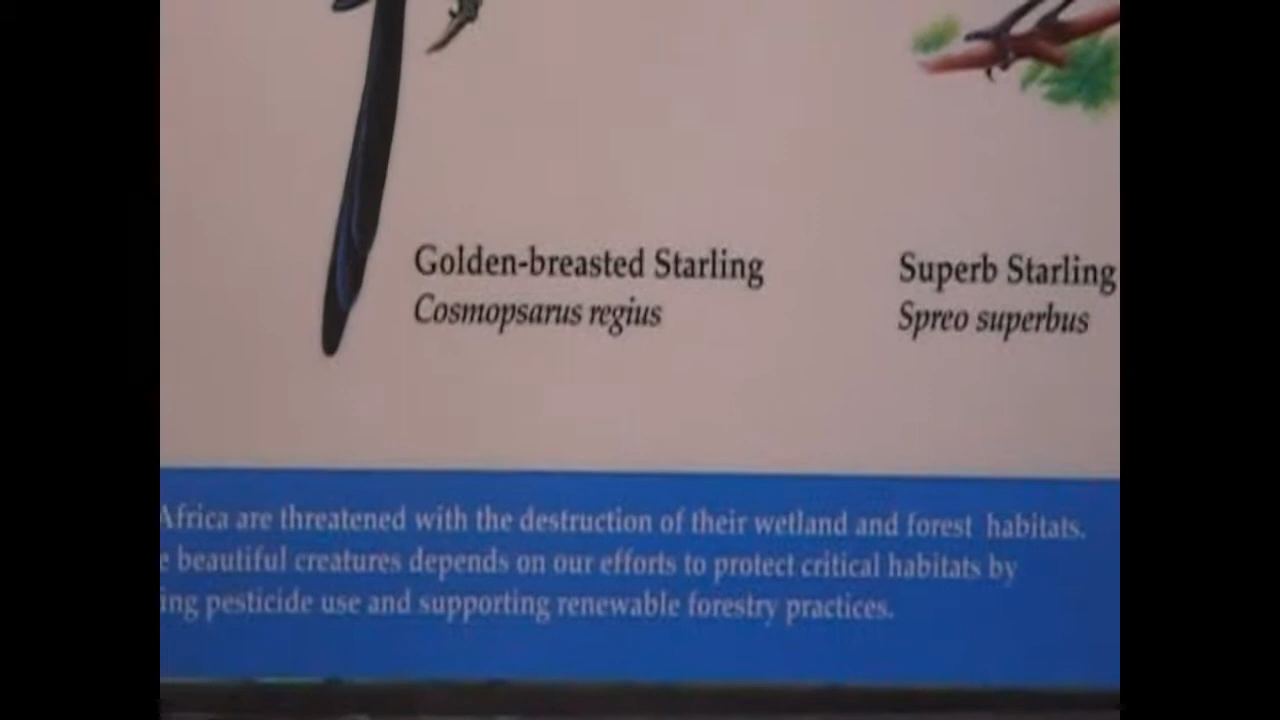 Golden-breasted Starling
Cosmopsarus regius
Superb Starling
Spreo superbus
Africa are threatened with the destruction of their wetland and forest habitats.
beautiful creatures depends on our efforts to protect critical habitats by
ing pesticide use and supporting renewable forestry practices.